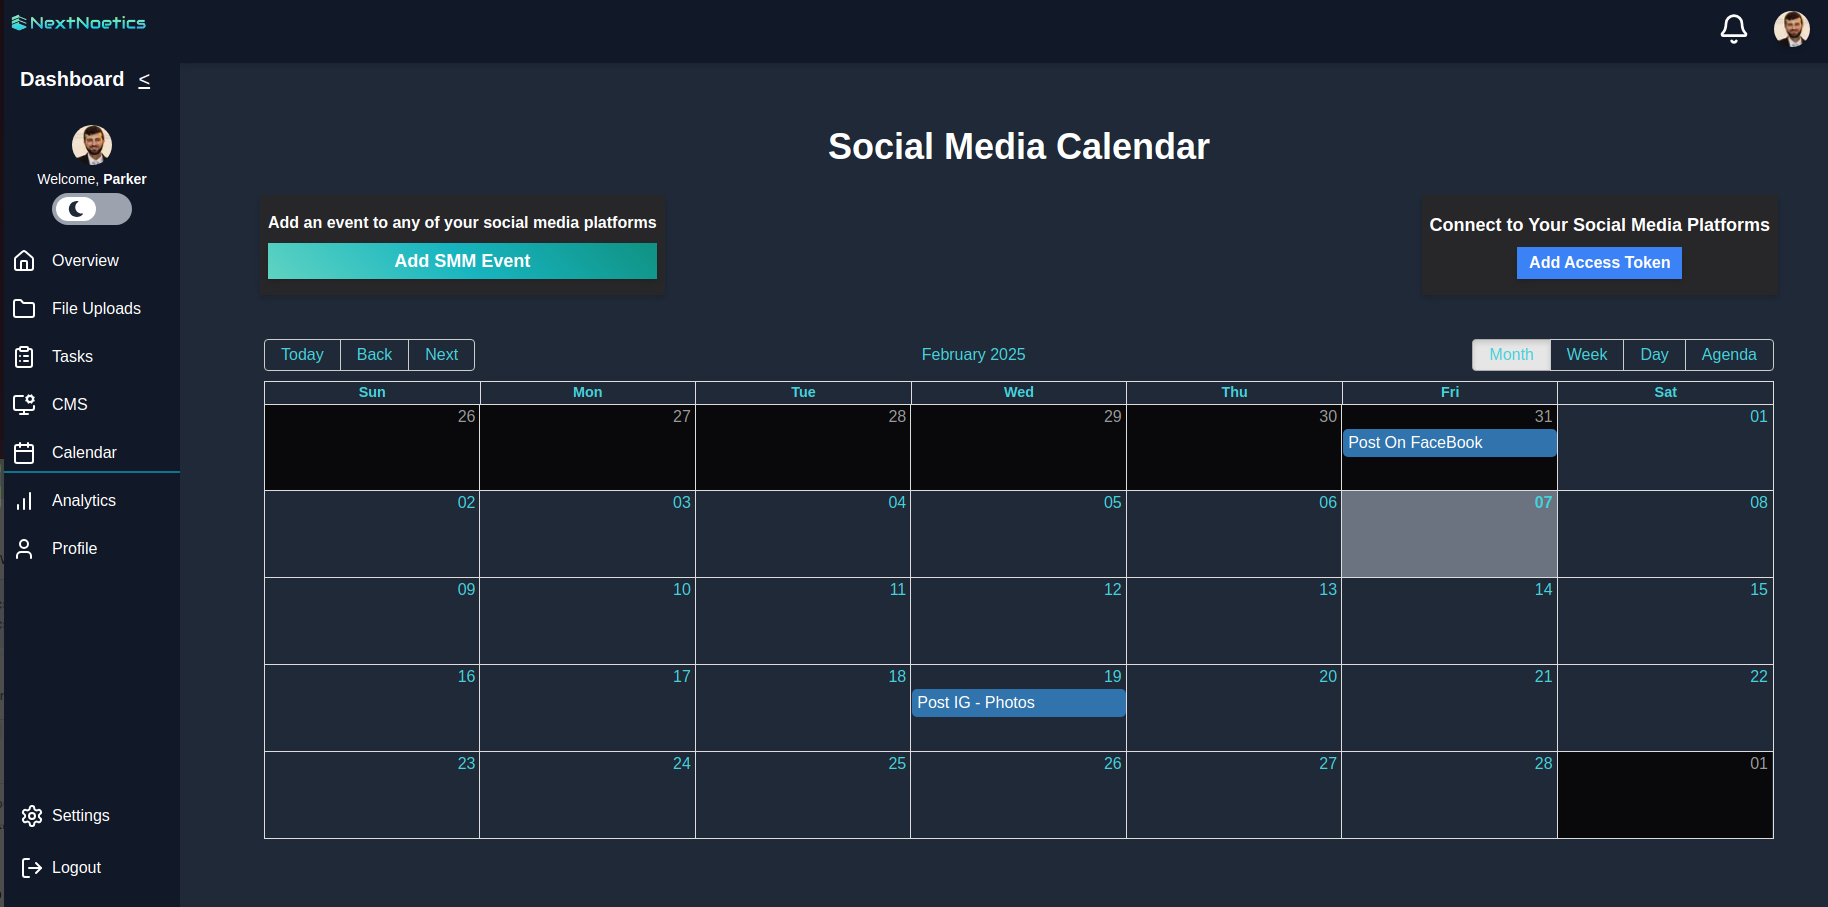 NextNoetics
Dashboard <
Welcome, Parker
Overview
File Uploads
Tasks
CMS
Calendar
Analytics
Profile
Settings
Logout
Social Media Calendar
Add an event to any of your social media platforms
Add SMM Event
Connect to Your Social Media Platforms
Add Access Token
Today Back Next
February 2025
Month Week Day Agenda
Sun Mon Tue Wed Thu Fri Sat
26 27 28 29 30 31 01
Post On FaceBook
02 03 04 05 06 07 08
09 10 11 12 13 14 15
16 17 18 19 20 21 22
Post IG - Photos
23 24 25 26 27 28 01